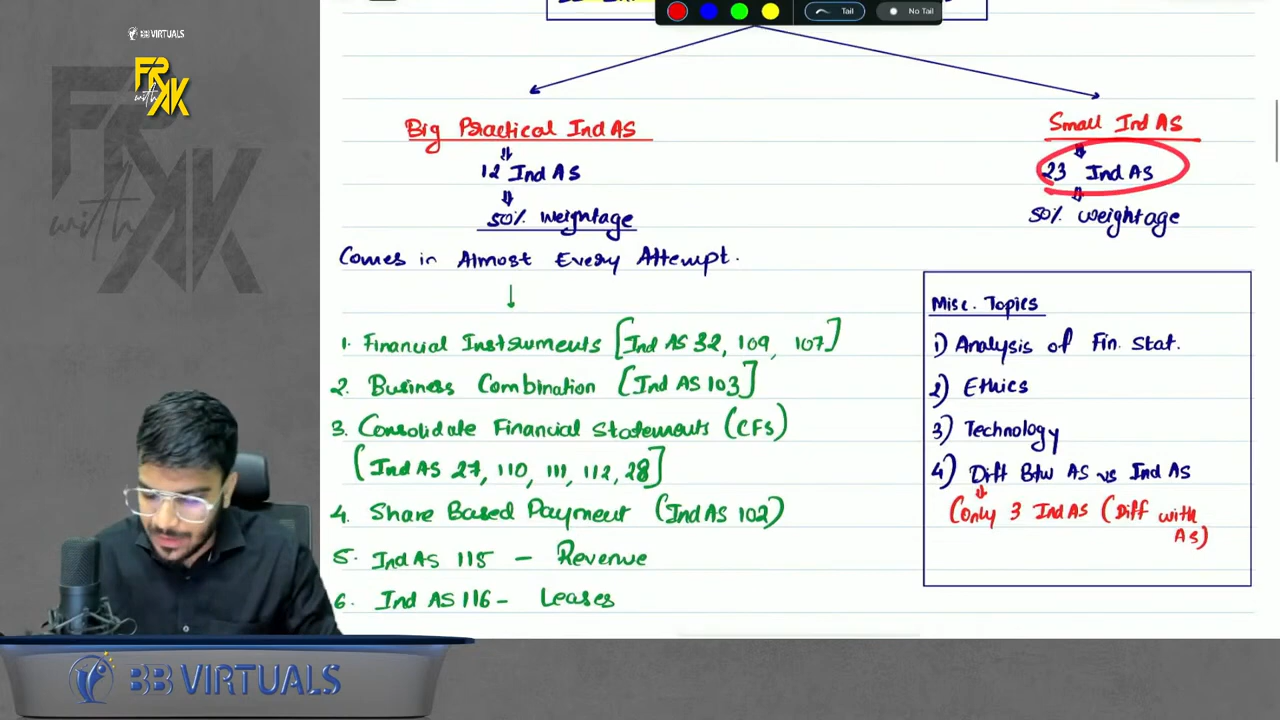 BB VIRTUALS
FR
with
AK
FR
with
AK
Tail
No Tail
Big Practical Ind AS
12 Ind AS
50% Weightage
Comes in Almost Every Attempt.
1. Financial Instruments [Ind AS 32, 109, 107]
2. Business Combination [Ind AS 103]
3. Consolidate Financial Statements (CFS)
[Ind AS 27, 110, 111, 112, 28]
4. Share Based Payment (Ind AS 102)
5. Ind AS 115 - Revenue
6. Ind AS 116 - Leases
Small Ind AS
23 Ind AS
50% weightage
Misc. Topics
1) Analysis of Fin. Stat.
2) Ethics
3) Technology
4) Diff Btw AS vs Ind AS
(Only 3 Ind AS (Diff with
AS)
BB VIRTUALS